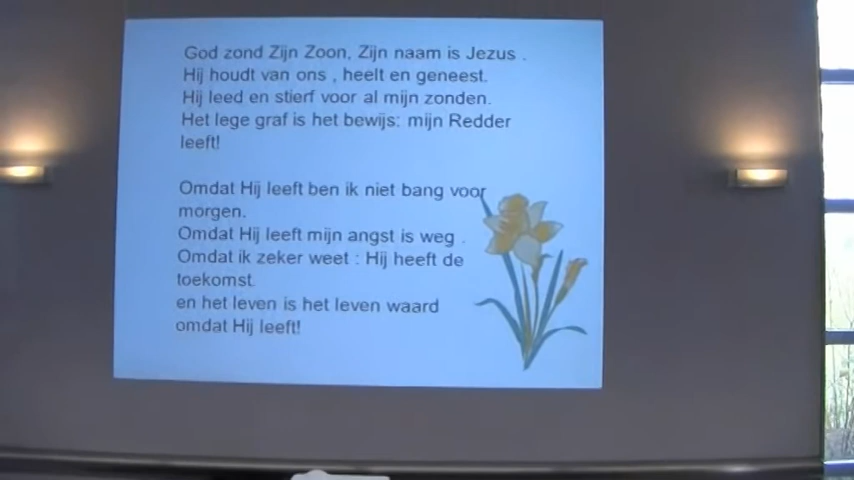 God zond Zijn Zoon, Zijn naam is Jezus .
Hij houdt van ons , heelt en geneest.
Hij leed en stierf voor al mijn zonden.
Het lege graf is het bewijs: mijn Redder
leeft!
Omdat Hij leeft ben ik niet bang voor
morgen.
Omdat Hij leeft mijn angst is weg .
Omdat ik zeker weet : Hij heeft de
toekomst.
en het leven is het leven waard
omdat Hij leeft!